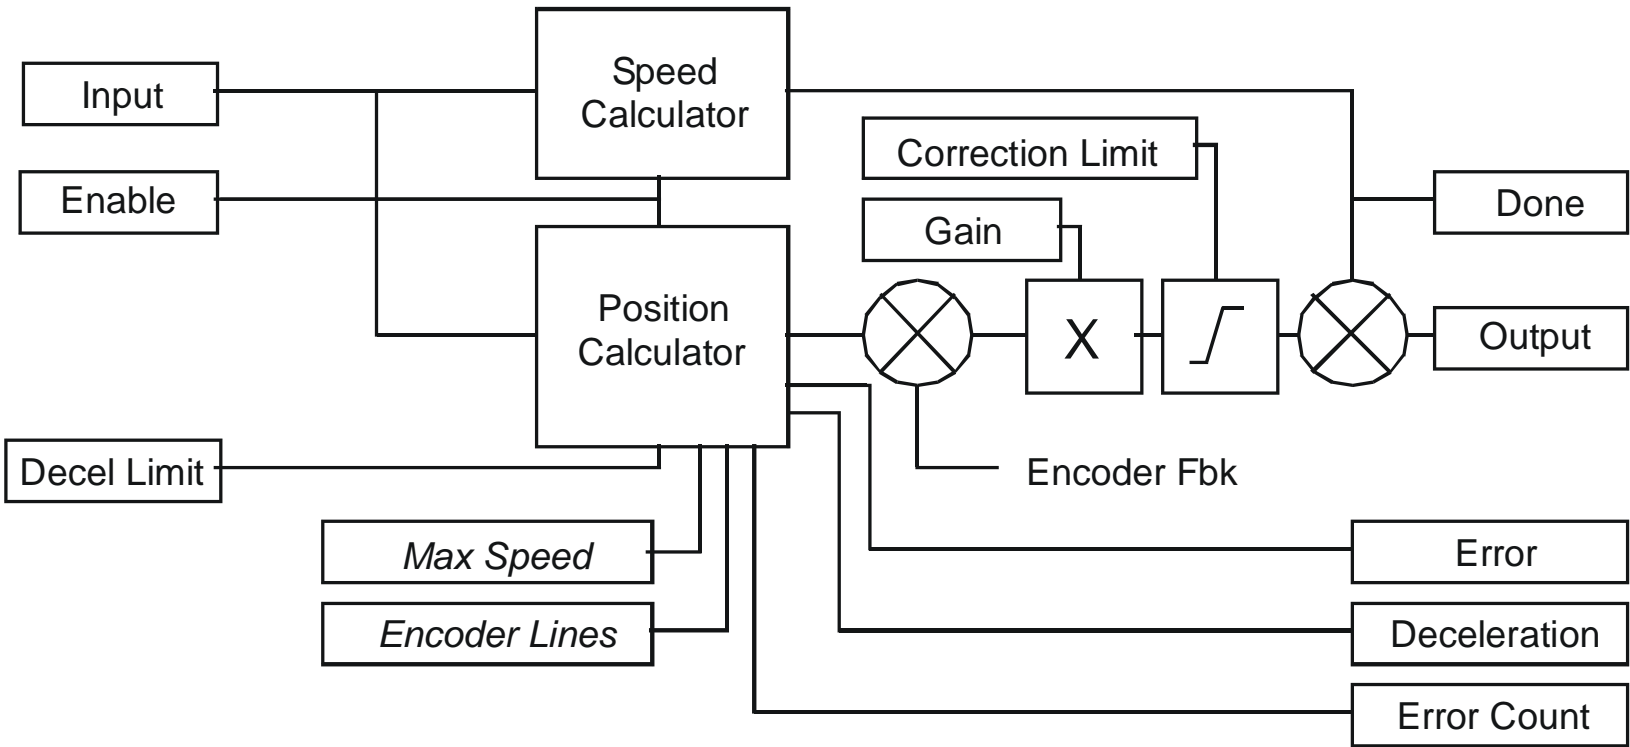 Speed
Calculator
Input
Correction Limit
Enable
Done
Gain
Position
Calculator
X
Output
Decel Limit
Encoder Fbk
Max Speed
Error
Encoder Lines
Deceleration
Error Count